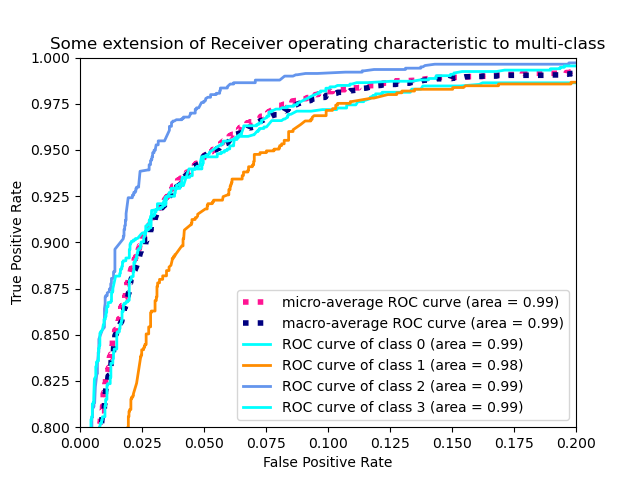 Some extension of Receiver operating characteristic to multi-class
1.000
0.975
0.950
0.925
0.900
0.875
0.850
0.825
0.800
True Positive Rate
micro-average ROC curve (area = 0.99)
macro-average ROC curve (area = 0.99)
ROC curve of class 0 (area = 0.99)
ROC curve of class 1 (area = 0.98)
ROC curve of class 2 (area = 0.99)
ROC curve of class 3 (area = 0.99)
0.000 0.025 0.050 0.075 0.100 0.125 0.150 0.175 0.200
False Positive Rate